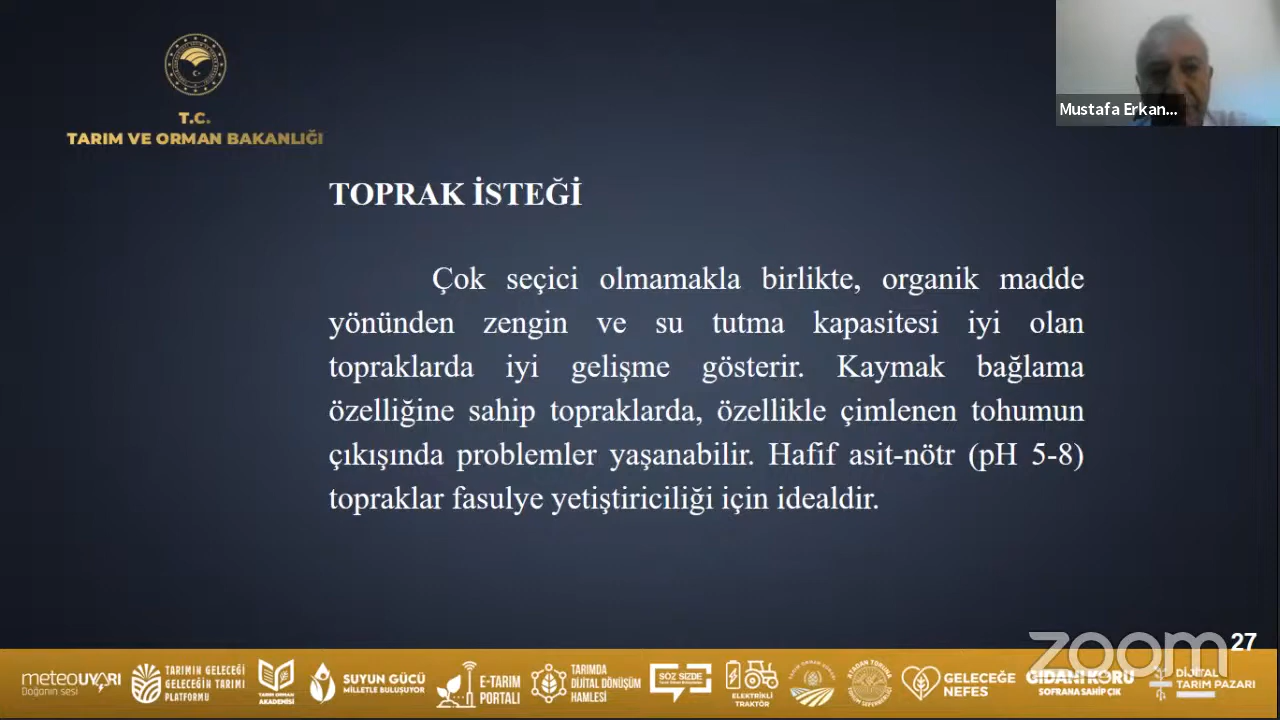 T.C.
TARIM VE ORMAN BAKANLIĞI
Mustafa Erkan...
TOPRAK İSTEĞİ
Çok seçici olmamakla birlikte, organik madde
yönünden zengin ve su tutma kapasitesi iyi olan
topraklarda iyi gelişme gösterir. Kaymak bağlama
özelliğine sahip topraklarda, özellikle çimlenen tohumun
çıkışında problemler yaşanabilir. Hafif asit-nötr (pH 5-8)
topraklar fasulye yetiştiriciliği için idealdir.
27
zoom
meteoUYARI
Doğanın sesi
TARIMIN GELECEĞİ
GELECEĞİN TARIMI
PLATFORMU
TARIM ORMAN
AKADEMİSİ
SUYUN GÜCÜ
MİLLETLE BULUŞUYOR
E-TARIM
PORTALI
TARIMDA
DİJİTAL DÖNÜŞÜM
HAMLESİ
SÖZ SİZDE
ELEKTRİKLİ
TRAKTÖR
GELECEĞE
NEFES
GIDANI KORU
SOFRANA SAHİP ÇIK
DİJİTAL
TARIM PAZARI